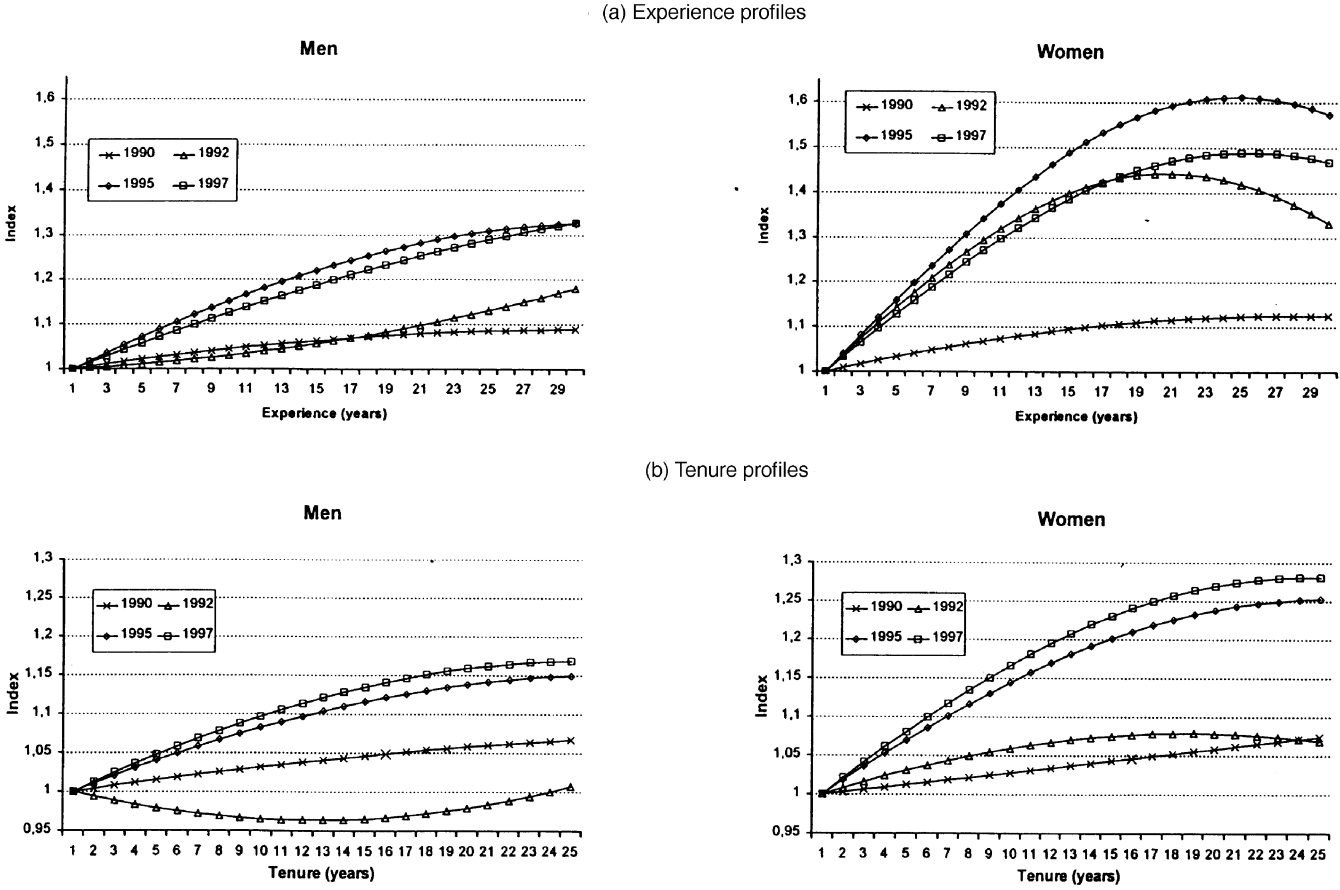 (a) Experience profiles
Men
1,6
1,5
1,4
1,3
1,2
1,1
1
Index
1990 1992
1995 1997
1 3 5 7 9 11 13 15 17 19 21 23 25 27 29
Experience (years)
Women
1,6
1,5
1,4
1,3
1,2
1,1
1
Index
1990 1992
1995 1997
1 3 5 7 9 11 13 15 17 19 21 23 25 27 29
Experience (years)
(b) Tenure profiles
Men
1,3
1,25
1,2
1,15
1,1
1,05
1
0,95
Index
1990 1992
1995 1997
1 2 3 4 5 6 7 8 9 10 11 12 13 14 15 16 17 18 19 20 21 22 23 24 25
Tenure (years)
Women
1,3
1,25
1,2
1,15
1,1
1,05
1
0,95
Index
1990 1992
1995 1997
1 2 3 4 5 6 7 8 9 10 11 12 13 14 15 16 17 18 19 20 21 22 23 24 25
Tenure (years)